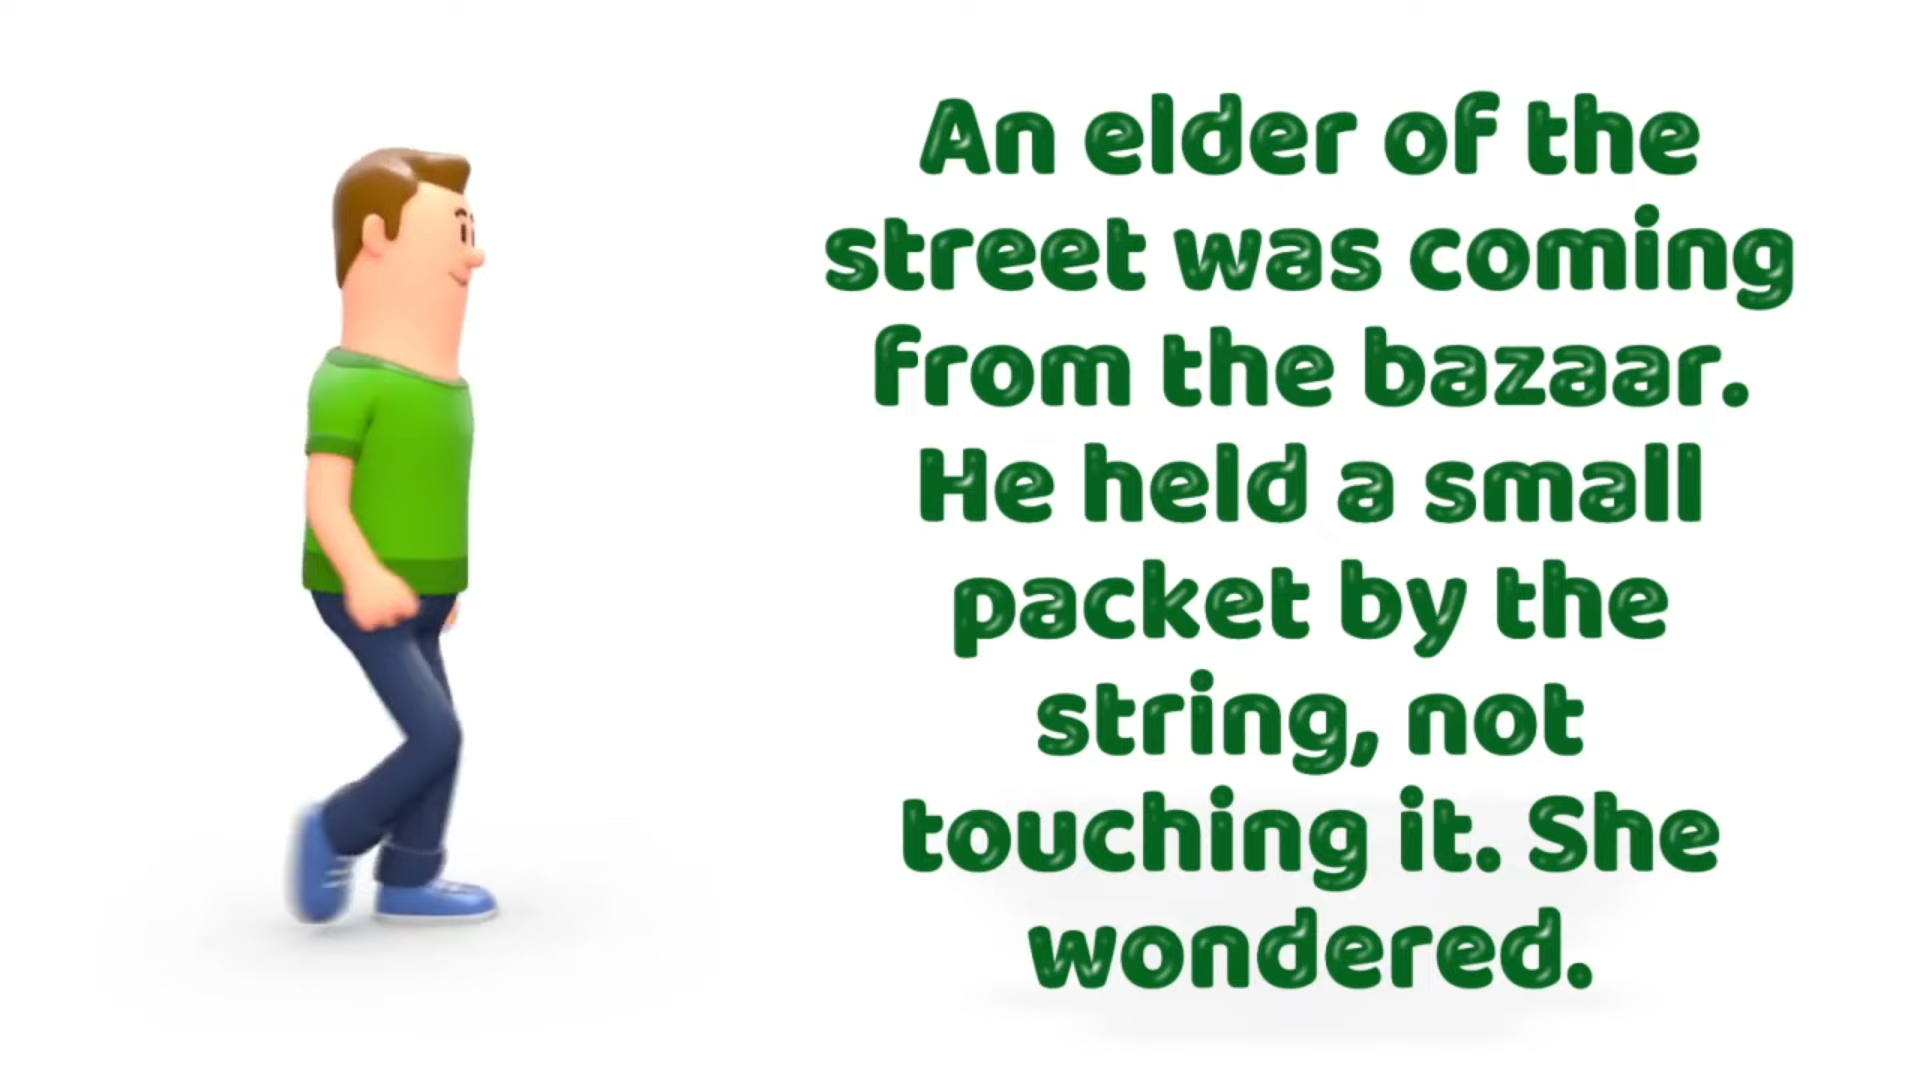 An elder of the
street was coming
from the bazaar.
He held a small
packet by the
string, not
touching it. She
wondered.